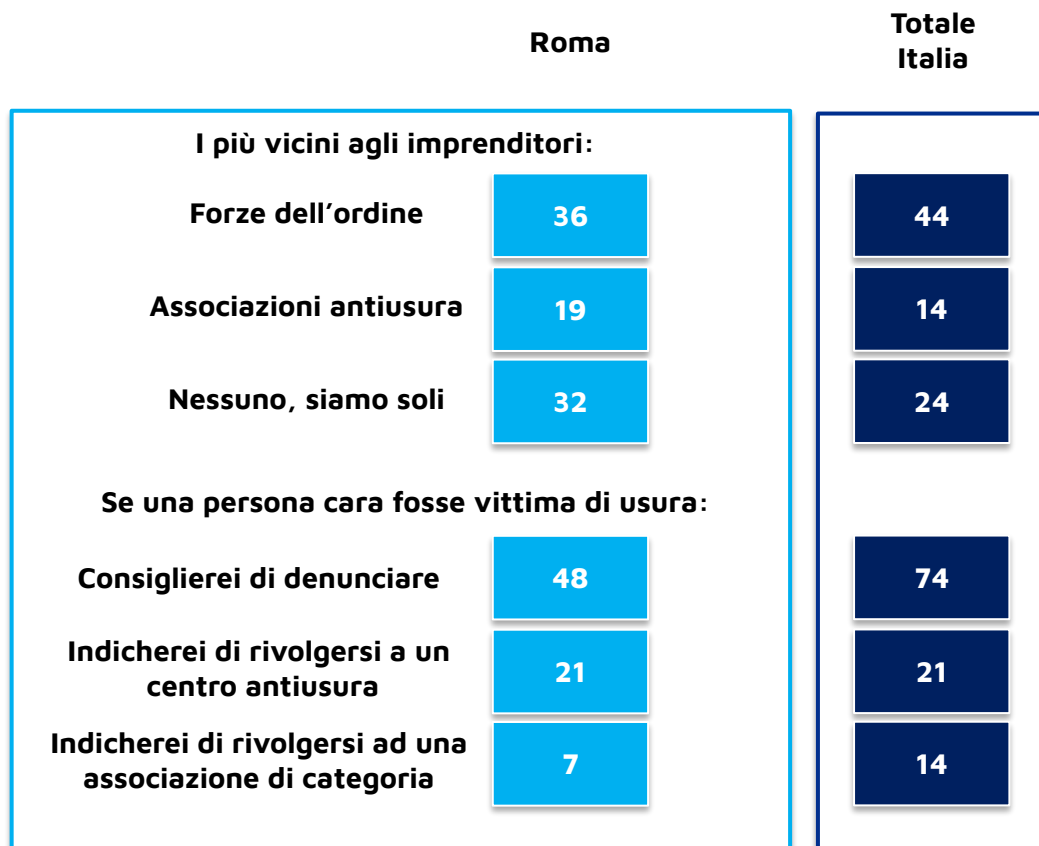 Roma
Totale
Italia
I più vicini agli imprenditori:
Forze dell'ordine
36
44
Associazioni antiusura
19
14
Nessuno, siamo soli
32
24
Se una persona cara fosse vittima di usura:
Consiglierei di denunciare
48
74
Indicherei di rivolgersi a un
centro antiusura
21
21
Indicherei di rivolgersi ad una
associazione di categoria
7
14